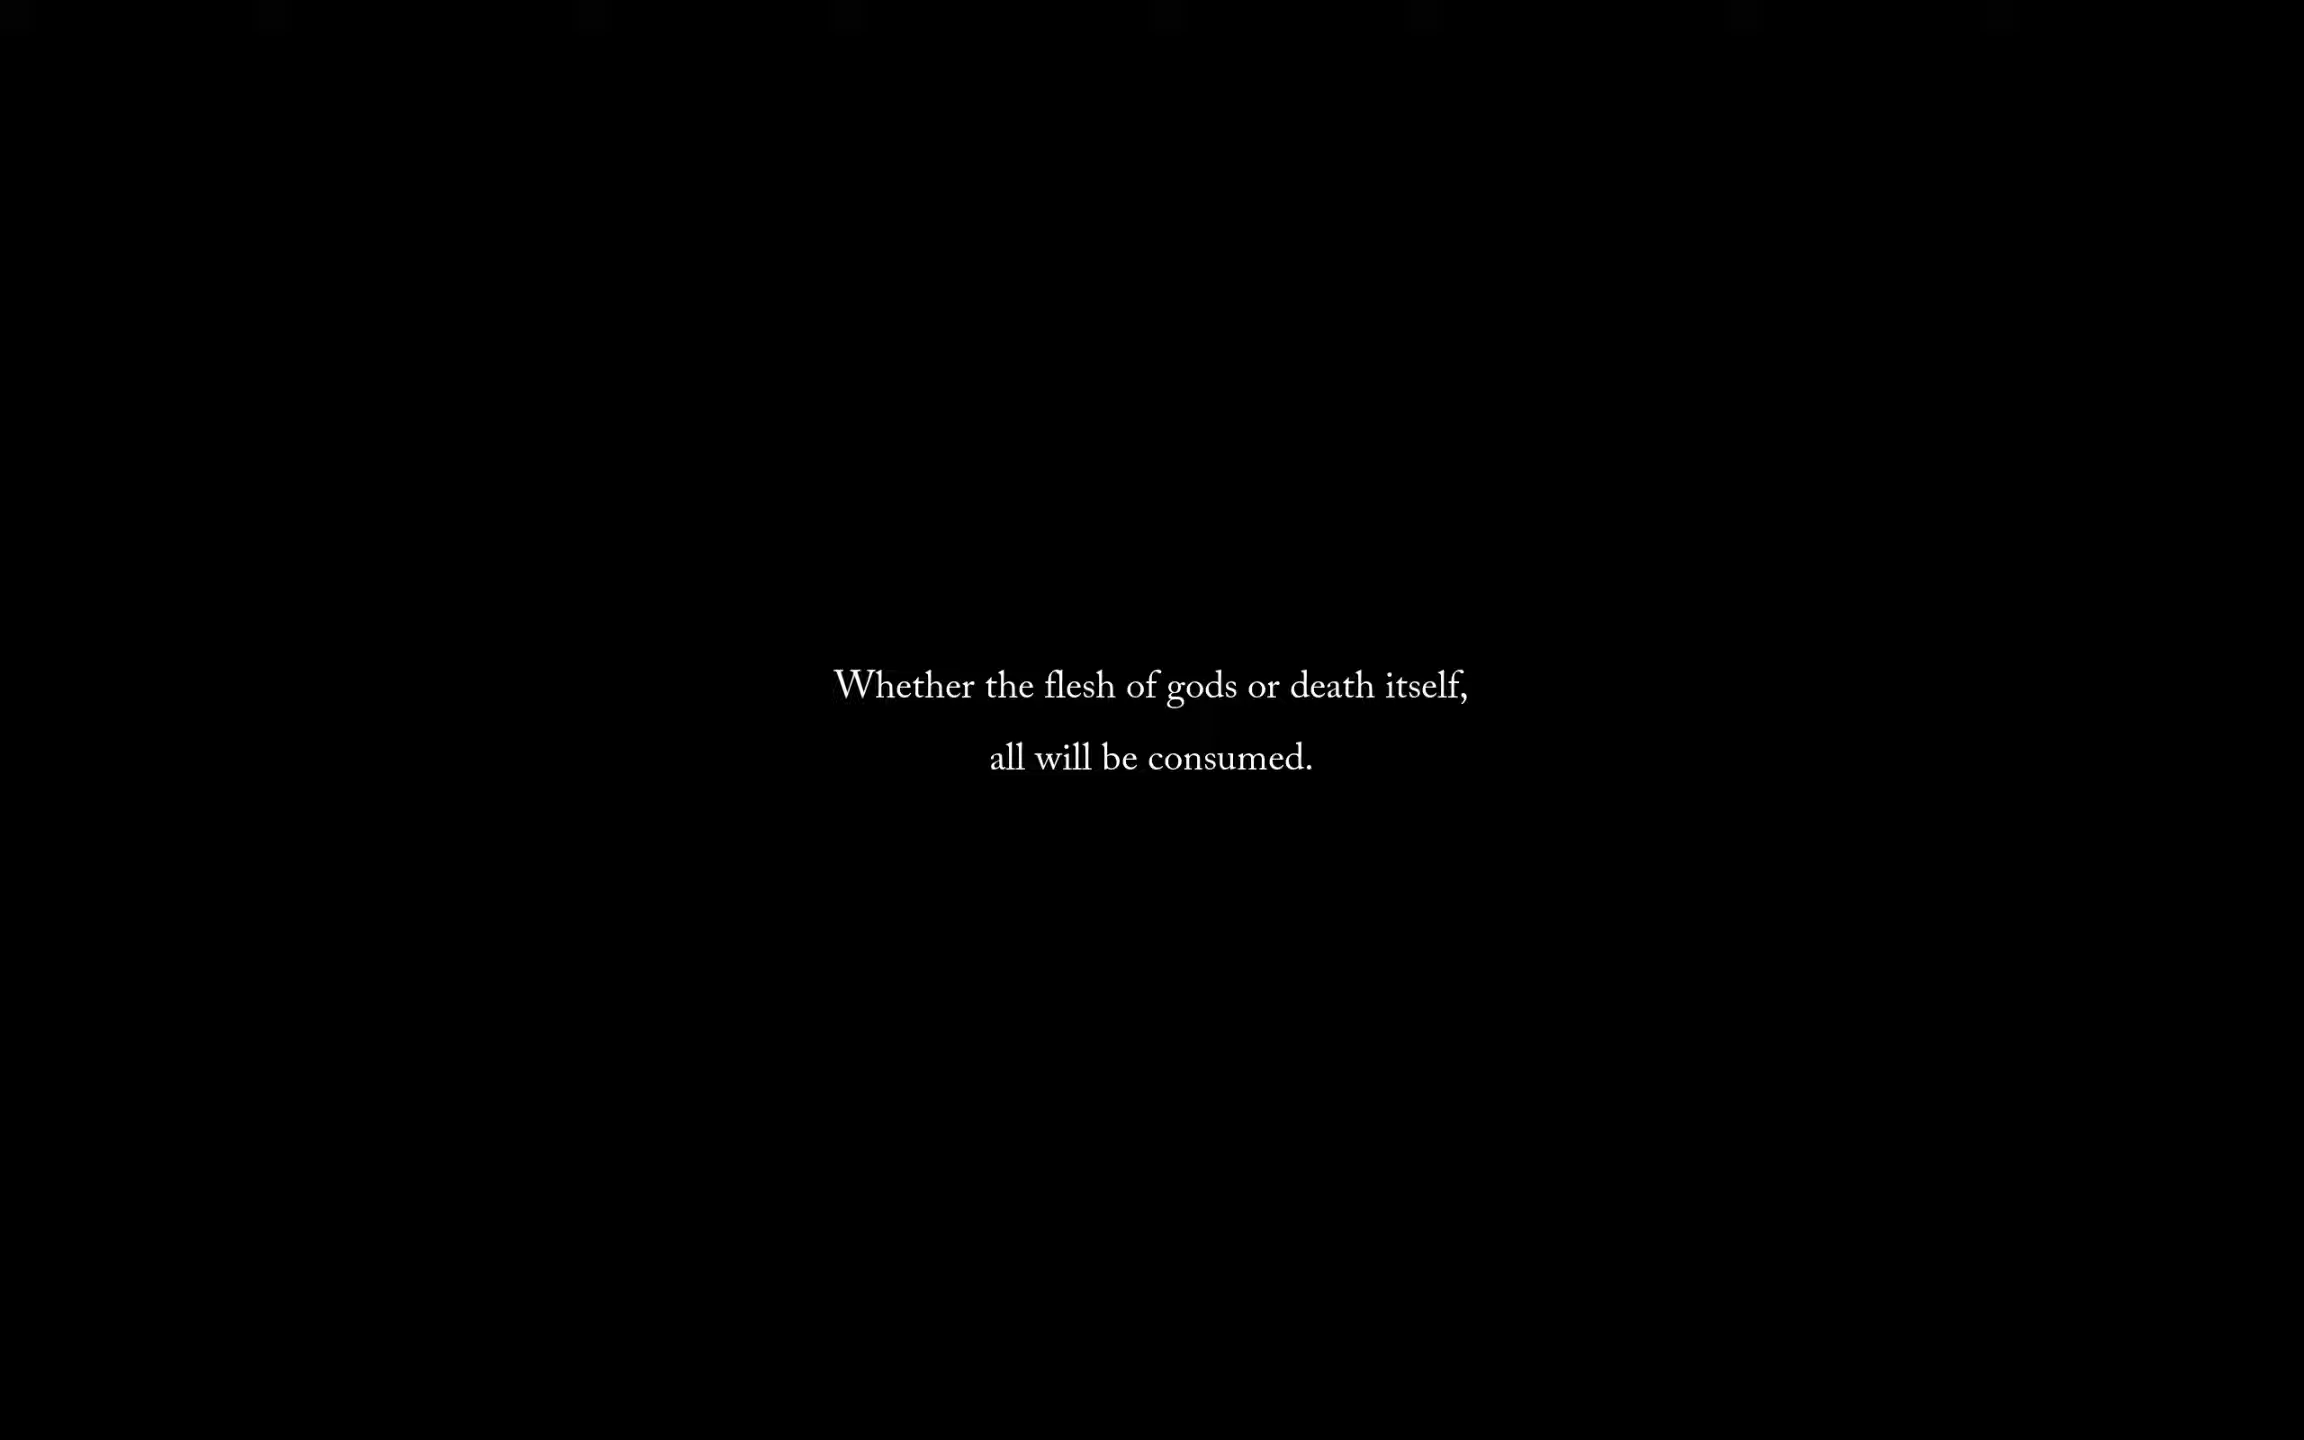 Whether the flesh of gods or death itself,
all will be consumed.